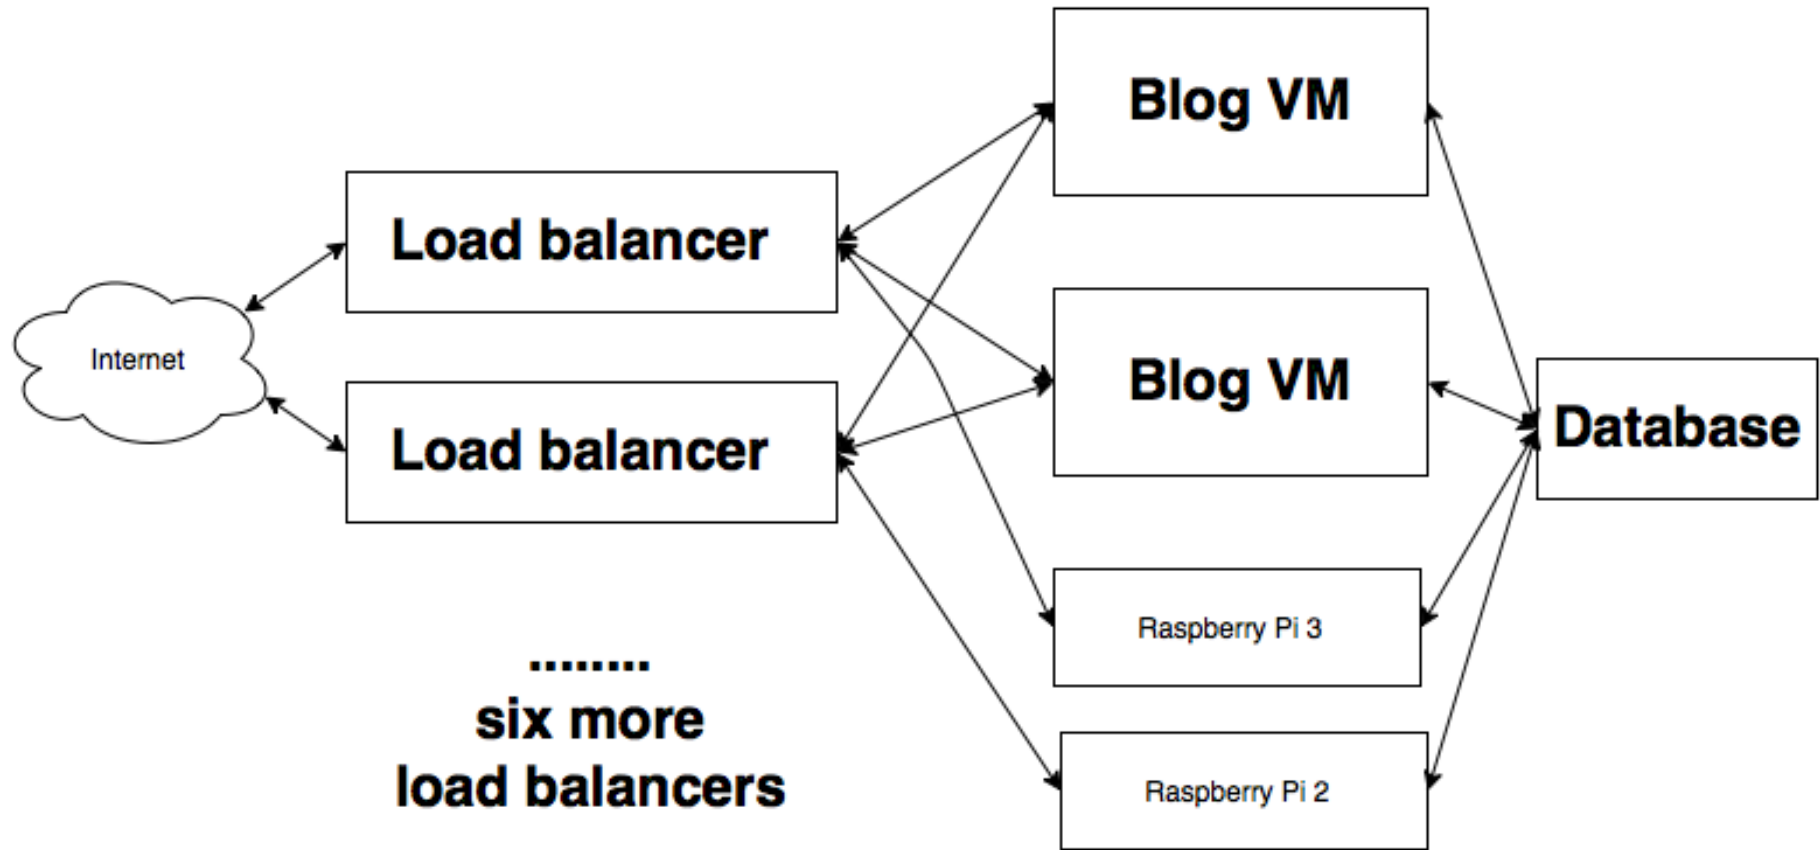 Internet
Load balancer
Load balancer
........
six more
load balancers
Blog VM
Blog VM
Raspberry Pi 3
Raspberry Pi 2
Database